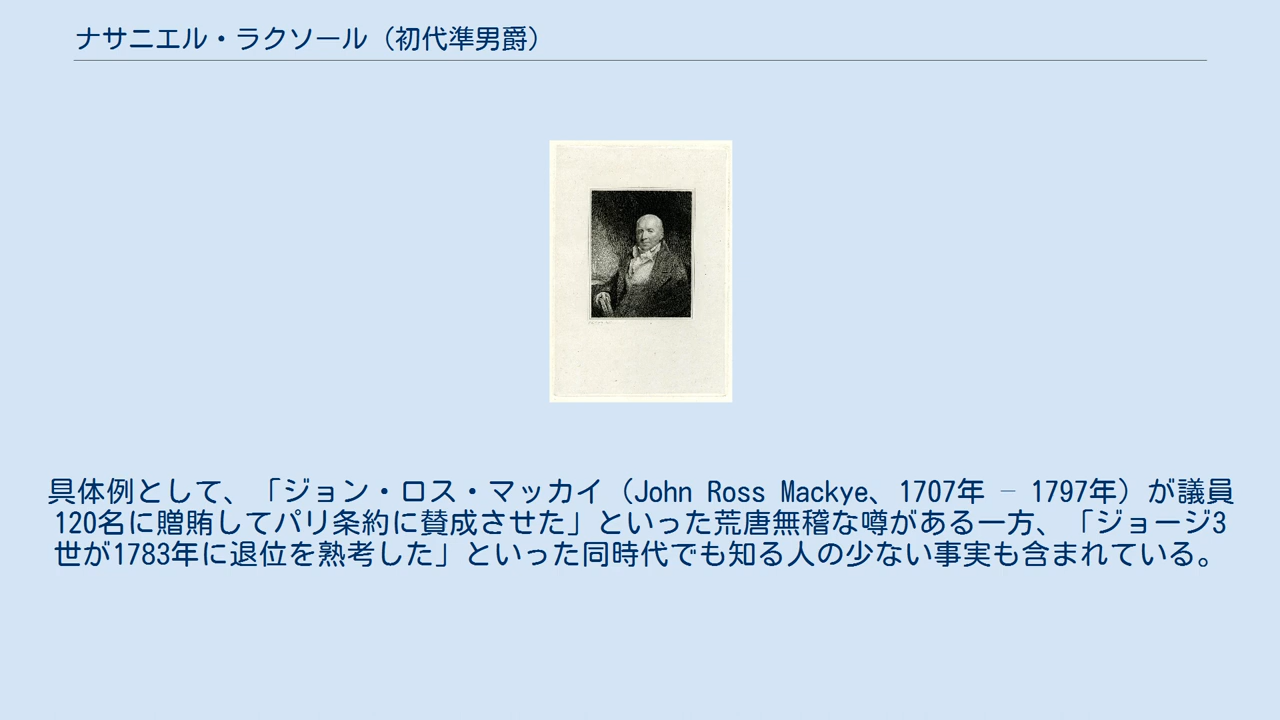 ナサニエル・ラクソール（初代準男爵）
具体例として、「ジョン・ロス・マッカイ（John Ross Mackye、1707年 – 1797年）が議員
120名に贈賄してパリ条約に賛成させた」といった荒唐無稽な噂がある一方、「ジョージ3
世が1783年に退位を熟考した」といった同時代でも知る人の少ない事実も含まれている。